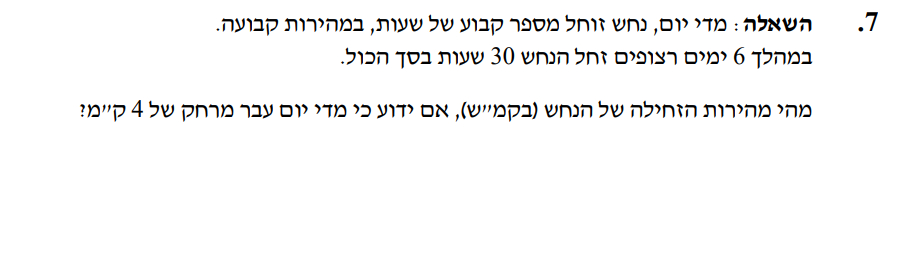 7. השאלה: מדי יום, נחש זוחל מספר קבוע של שעות, במהירות קבועה.
במהלך 6 ימים רצופים זחל הנחש 30 שעות בסך הכול.
מהי מהירות הזחילה של הנחש (בקמ״ש), אם ידוע כי מדי יום עבר מרחק של 4 ק״מ?